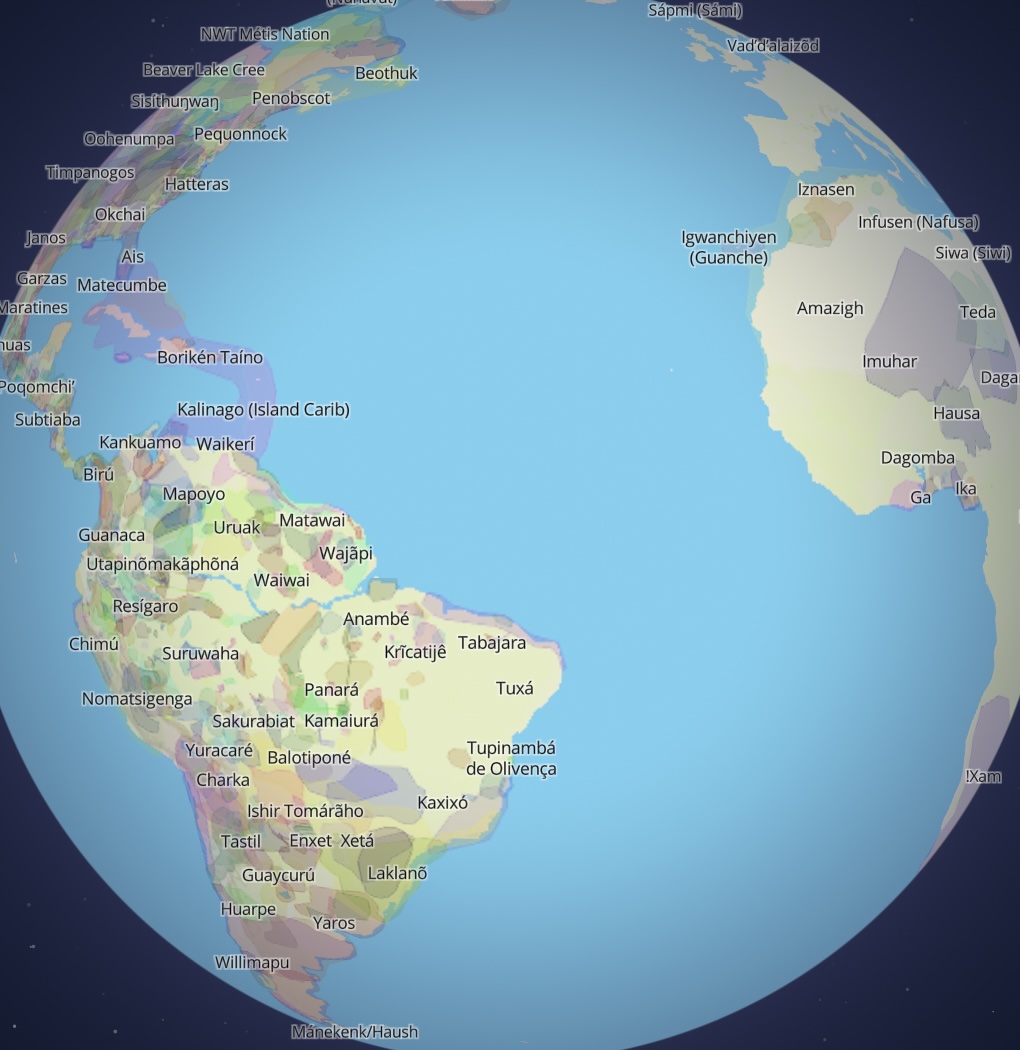 (Nunavut)
Sápmi (Sámi)
NWT Métis Nation
Vad'd'alaizõd
Beaver Lake Cree
Beothuk
Sisíthuŋwaŋ
Penobscot
Oohenumpa
Pequonnock
Timpanogos
Hatteras
Iznasen
Okchai
Infusen (Nafusa)
Janos
Igwanchiyen
(Guanche)
Siwa (Siwi)
Ais
Garzas
Matecumbe
Maratines
Amazigh
Teda
huas
Borikén Taíno
Imuhar
Poqomchi’
Daga
Kalinago (Island Carib)
Hausa
Subtiaba
Kankuamo
Waikerí
Dagomba
Birú
Ika
Mapoyo
Ga
Matawai
Uruak
Guanaca
Wajãpi
Utapinõmakãphõná
Waiwai
Resígaro
Anambé
Chimú
Tabajara
Suruwaha
Krĩcatijê
Tuxá
Panará
Nomatsigenga
Sakurabiat
Kamaiurá
Yuracaré
Tupinambá
de Olivença
Balotiponé
Charka
!Xam
Kaxixó
Ishir Tomárãho
Tastil
Enxet
Xetá
Guaycurú
Laklanõ
Huarpe
Yaros
Willimapu
Mánekenk/Haush